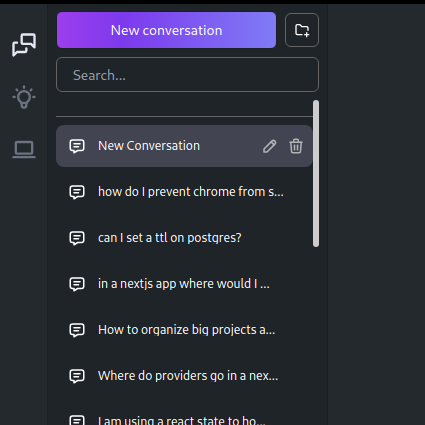 New conversation
Search...
New Conversation
how do I prevent chrome from s...
can I set a ttl on postgres?
in a nextjs app where would I ...
How to organize big projects a...
Where do providers go in a nex...
I am using a react state to ho...